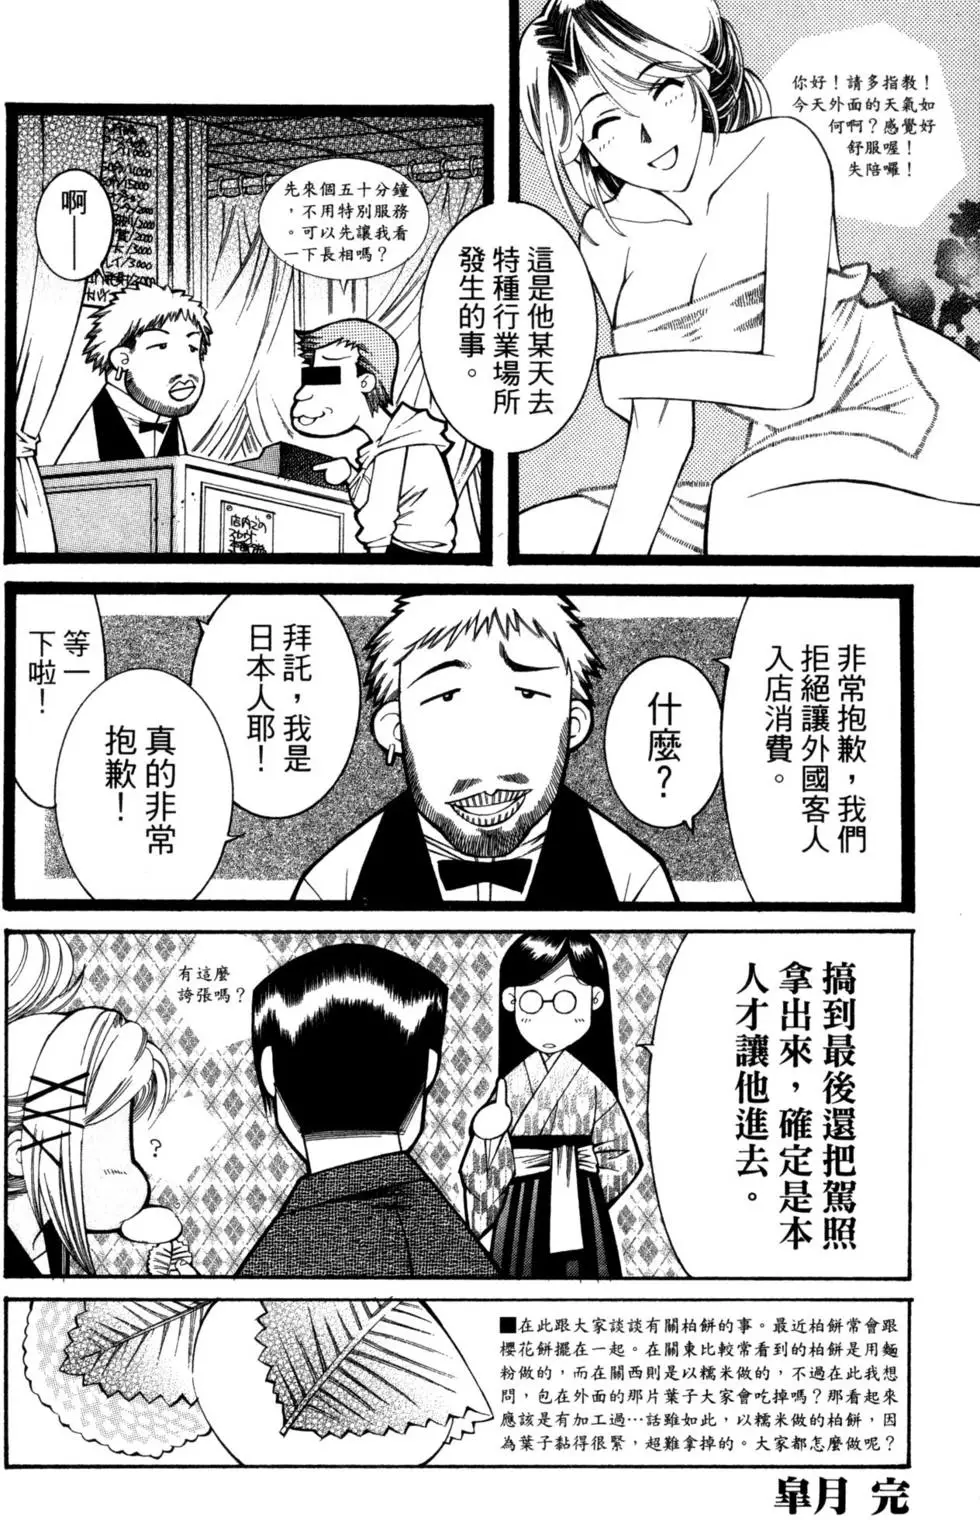 你好！請多指教！
今天外面的天氣如
何啊？感覺好
舒服喔！
失陪囉！
這是他某天去
特種行業場所
發生的事。
先來個五十分鐘
，不用特別服務
。可以先讓我看
一下長相嗎？
啊——
非常抱歉，我們
拒絕讓外國客人
入店消費。
什麼？
拜託，我是
日本人耶！
真的非常
抱歉！
等一
下啦！
搞到最後還把駕照
拿出來，確定是本
人才讓他進去。
有這麼
誇張嗎？
？
■在此跟大家談談有關柏餅的事。最近柏餅常會跟
櫻花餅擺在一起。在關東比較常看到的柏餅是用麵
粉做的，而在關西則是以糯米做的，不過在此我想
問，包在外面的那片葉子大家會吃掉嗎？那看起來
應該是有加工過…話雖如此，以糯米做的柏餅，因
為葉子黏得很緊，超難拿掉的。大家都怎麼做呢？
皐月 完